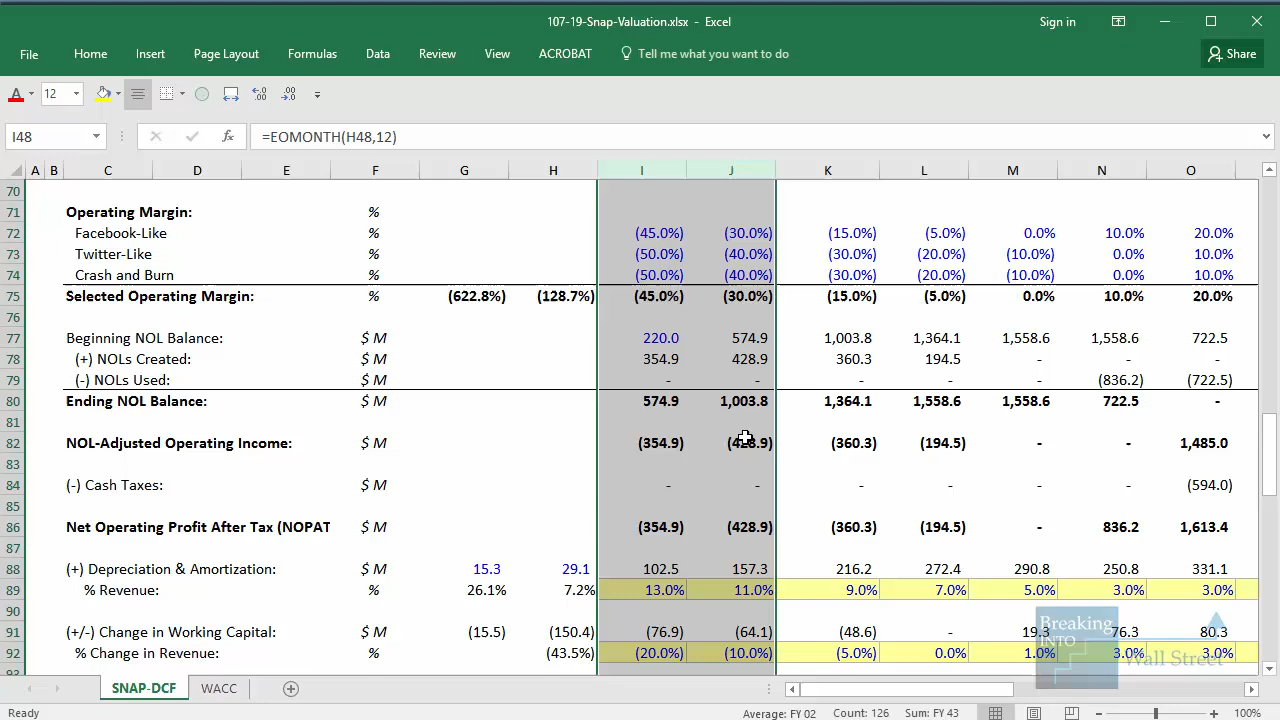 107-19-Snap-Valuation.xlsx - Excel
Sign in
File Home Insert Page Layout Formulas Data Review View ACROBAT Tell me what you want to do Share
A 12
I48 fx =EOMONTH(H48,12)
A B C D E F G H I J K L M N O
70
71 Operating Margin: %
72 Facebook-Like % (45.0%) (30.0%) (15.0%) (5.0%) 0.0% 10.0% 20.0%
73 Twitter-Like % (50.0%) (40.0%) (30.0%) (20.0%) (10.0%) 0.0% 10.0%
74 Crash and Burn % (50.0%) (40.0%) (30.0%) (20.0%) (10.0%) 0.0% 10.0%
75 Selected Operating Margin: % (622.8%) (128.7%) (45.0%) (30.0%) (15.0%) (5.0%) 0.0% 10.0% 20.0%
76
77 Beginning NOL Balance: $ M 220.0 574.9 1,003.8 1,364.1 1,558.6 1,558.6 722.5
78 (+) NOLs Created: $ M 354.9 428.9 360.3 194.5 - - -
79 (-) NOLs Used: $ M - - - - - (836.2) (722.5)
80 Ending NOL Balance: $ M 574.9 1,003.8 1,364.1 1,558.6 1,558.6 722.5 -
81
82 NOL-Adjusted Operating Income: $ M (354.9) (428.9) (360.3) (194.5) - - 1,485.0
83
84 (-) Cash Taxes: $ M - - - - - - (594.0)
85
86 Net Operating Profit After Tax (NOPAT $ M (354.9) (428.9) (360.3) (194.5) - 836.2 1,613.4
87
88 (+) Depreciation & Amortization: $ M 15.3 29.1 102.5 157.3 216.2 272.4 290.8 250.8 331.1
89 % Revenue: % 26.1% 7.2% 13.0% 11.0% 9.0% 7.0% 5.0% 3.0% 3.0%
90
91 (+/-) Change in Working Capital: $ M (15.5) (150.4) (76.9) (64.1) (48.6) - 19.3 76.3 80.3
92 % Change in Revenue: % (43.5%) (20.0%) (10.0%) (5.0%) 0.0% 1.0% 3.0% 3.0%
Breaking
INTO
Wall Street
SNAP-DCF WACC
Ready Average: FY 02 Count: 126 Sum: FY 43 100%